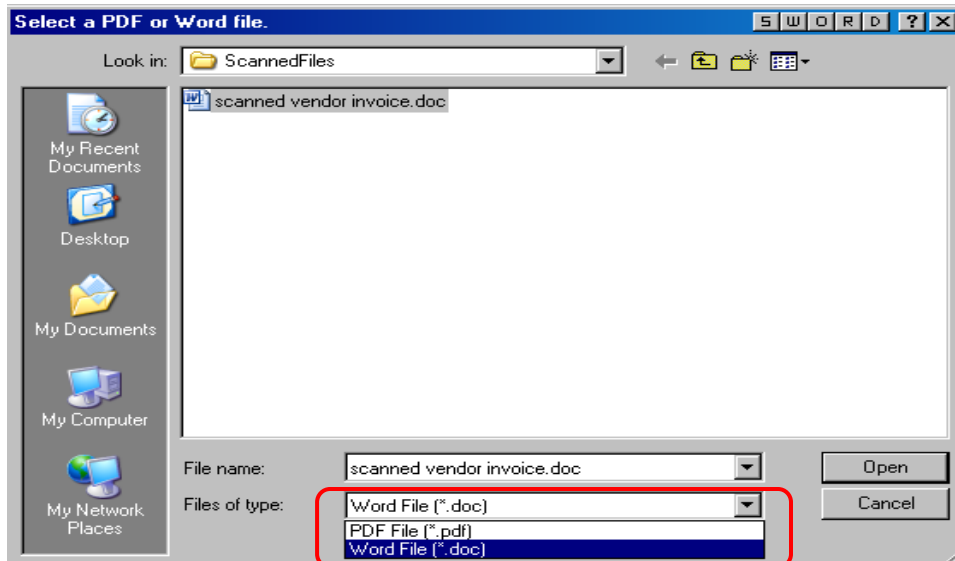 Select a PDF or Word file.
S W O R D ? X
Look in: ScannedFiles
scanned vendor invoice.doc
My Recent
Documents
Desktop
My Documents
My Computer
My Network
Places
File name: scanned vendor invoice.doc Open
Files of type: Word File (*.doc) Cancel
PDF File (*.pdf)
Word File (*.doc)